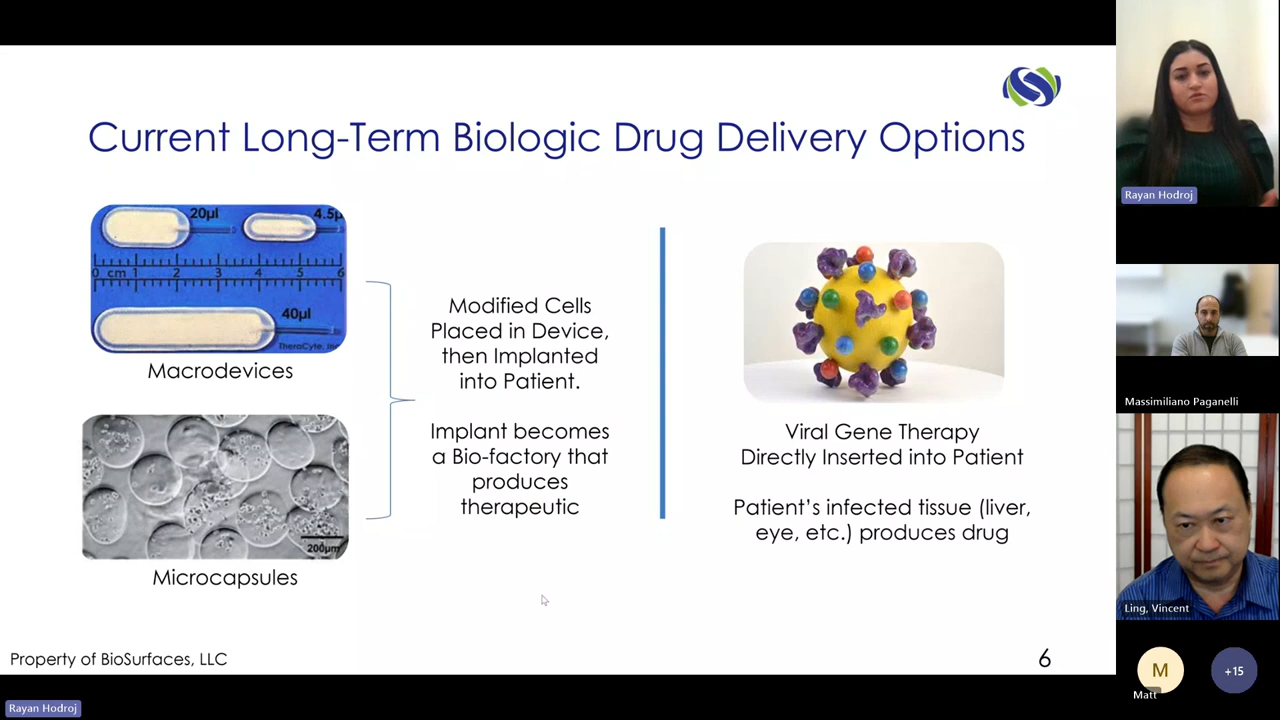 Current Long-Term Biologic Drug Delivery Options
20µl
4.5µ
0 cm 1 2 3 4 5 6
40µl
TheraCyte, Inc
Macrodevices
200µm
Microcapsules
Modified Cells
Placed in Device,
then Implanted
into Patient.
Implant becomes
a Bio-factory that
produces
therapeutic
Viral Gene Therapy
Directly Inserted into Patient
Patient's infected tissue (liver,
eye, etc.) produces drug
Property of BioSurfaces, LLC
6
Rayan Hodroj
Rayan Hodroj
Massimiliano Paganelli
Ling, Vincent
M
Matt
+15